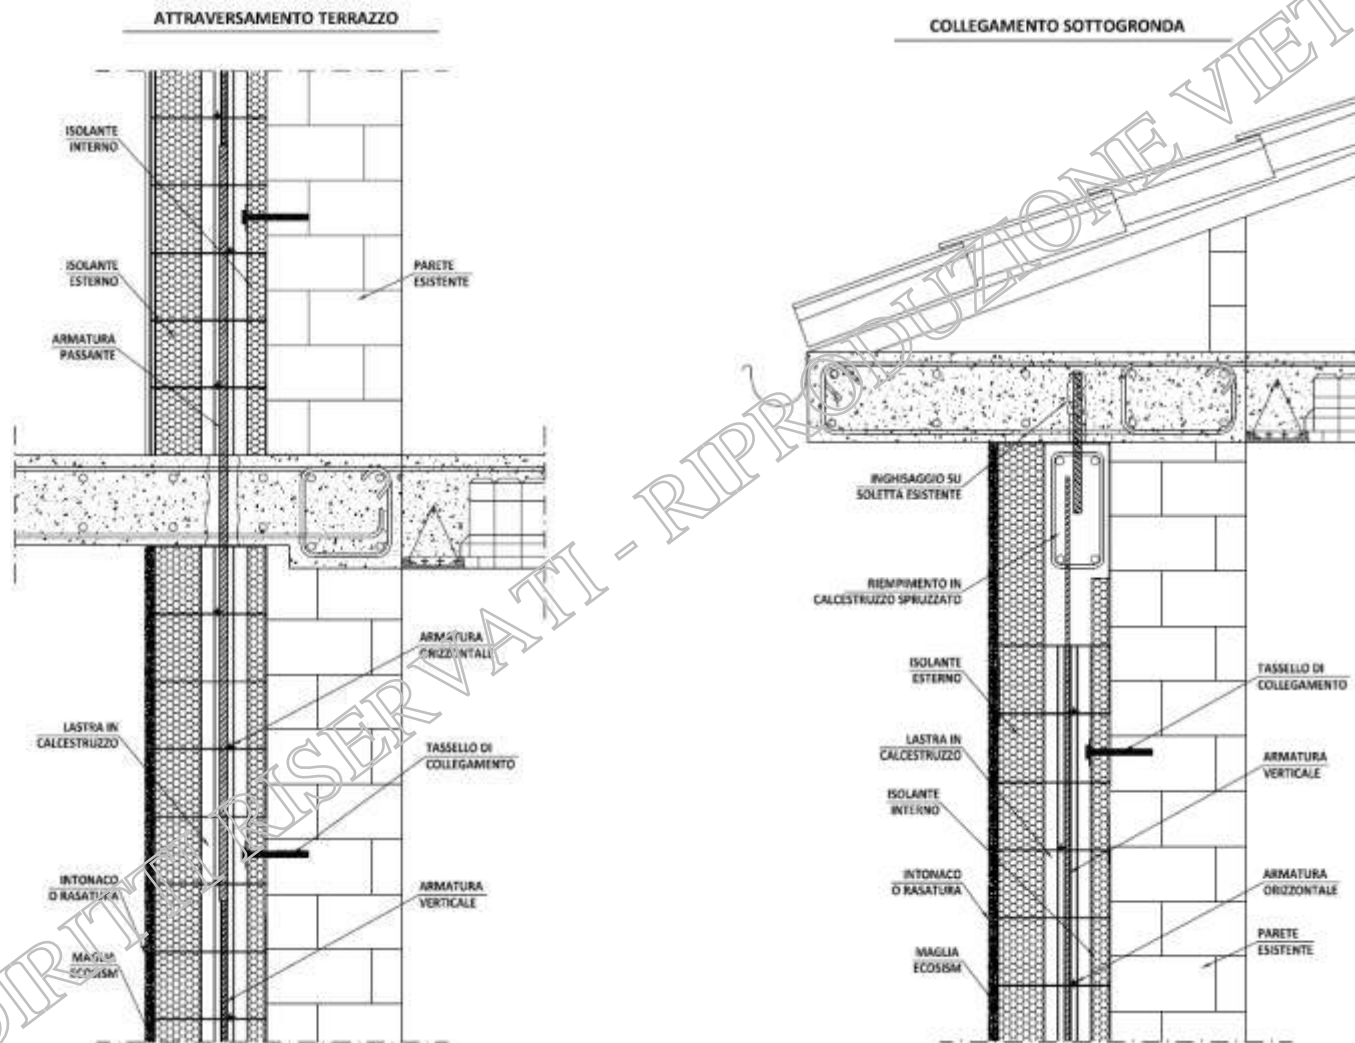 ATTRAVERSAMENTO TERRAZZO
ISOLANTE
INTERNO
ISOLANTE
ESTERNO
ARMATURA
PASSANTE
PARETE
ESISTENTE
ARMATURA
ORIZZONTALE
LASTRA IN
CALCESTRUZZO
TASSELLO DI
COLLEGAMENTO
INTONACO
O RASATURA
ARMATURA
VERTICALE
MAGLIA
ECOSISM
COLLEGAMENTO SOTTOGRONDA
INGHISAGGIO SU
SOLETTA ESISTENTE
RIEMPIMENTO IN
CALCESTRUZZO SPRUZZATO
ISOLANTE
ESTERNO
TASSELLO DI
COLLEGAMENTO
LASTRA IN
CALCESTRUZZO
ARMATURA
VERTICALE
ISOLANTE
INTERNO
INTONACO
O RASATURA
ARMATURA
ORIZZONTALE
MAGLIA
ECOSISM
PARETE
ESISTENTE
DIRITTI RISERVATI - RIPRODUZIONE VIET